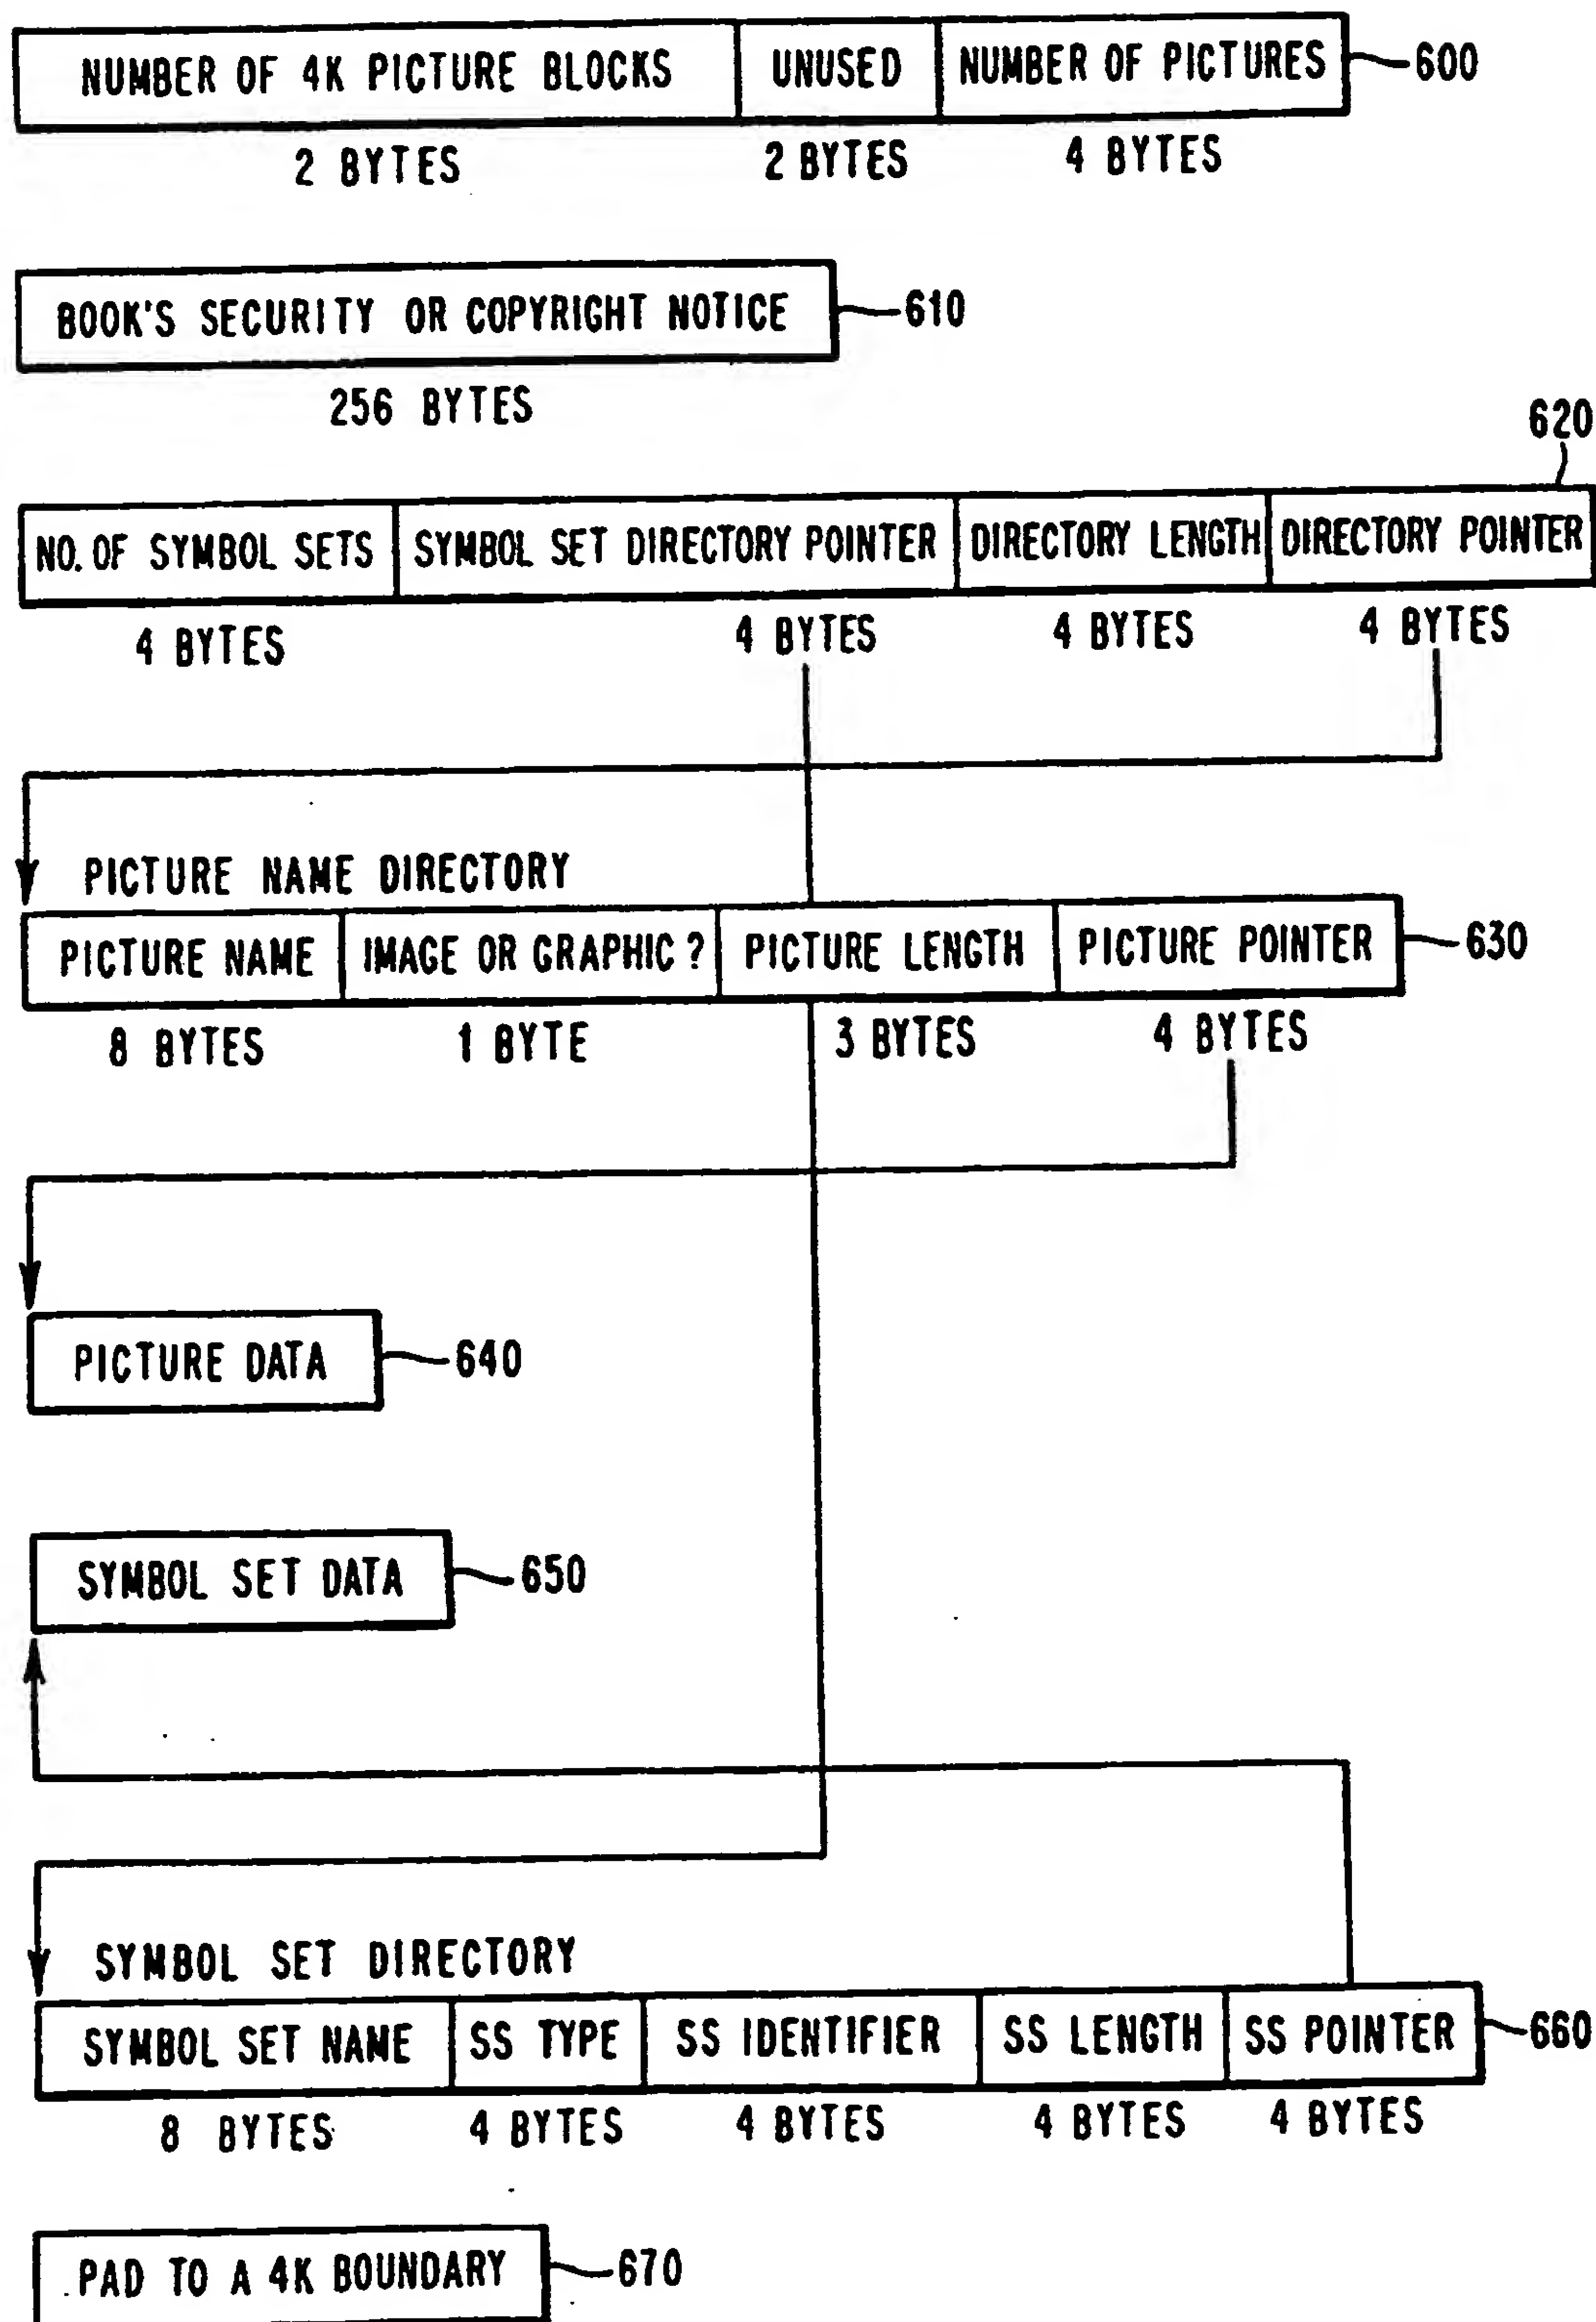 NUMBER OF 4K PICTURE BLOCKS UNUSED NUMBER OF PICTURES 600
2 BYTES 2 BYTES 4 BYTES
BOOK'S SECURITY OR COPYRIGHT NOTICE 610
256 BYTES
620
NO. OF SYMBOL SETS SYMBOL SET DIRECTORY POINTER DIRECTORY LENGTH DIRECTORY POINTER
4 BYTES 4 BYTES 4 BYTES 4 BYTES
PICTURE NAME DIRECTORY
PICTURE NAME IMAGE OR GRAPHIC ? PICTURE LENGTH PICTURE POINTER 630
8 BYTES 1 BYTE 3 BYTES 4 BYTES
PICTURE DATA 640
SYMBOL SET DATA 650
SYMBOL SET DIRECTORY
SYMBOL SET NAME SS TYPE SS IDENTIFIER SS LENGTH SS POINTER 660
8 BYTES 4 BYTES 4 BYTES 4 BYTES 4 BYTES
PAD TO A 4K BOUNDARY 670